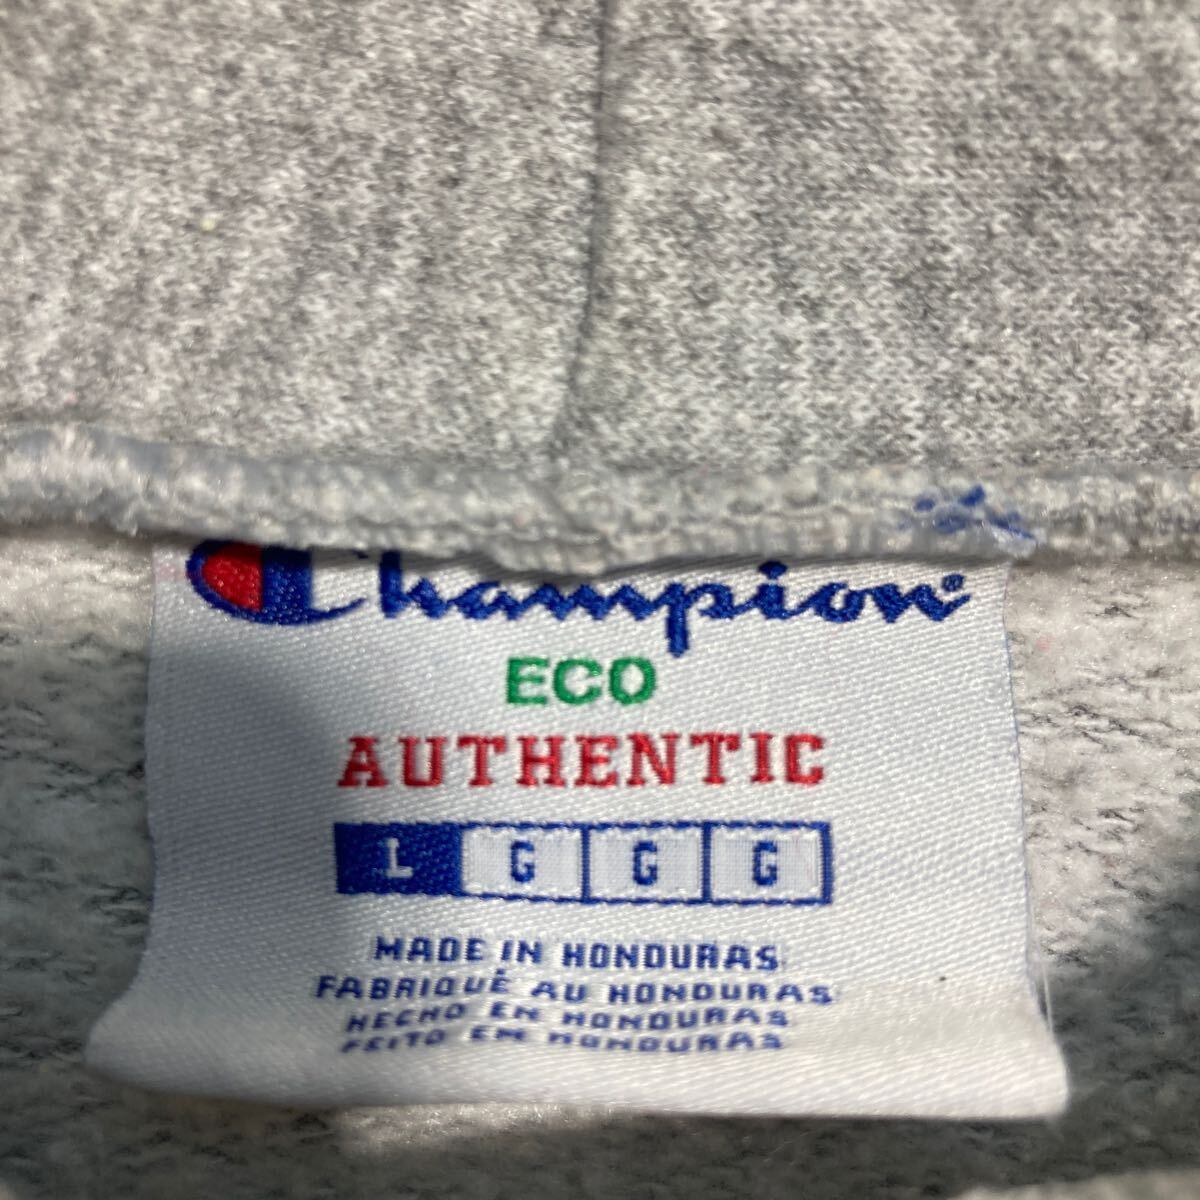 Champion®
ECO
AUTHENTIC
L G G G
MADE IN HONDURAS
FABRIQUÉ AU HONDURAS
HECHO EN HONDURAS
FEITO EM HONDURAS